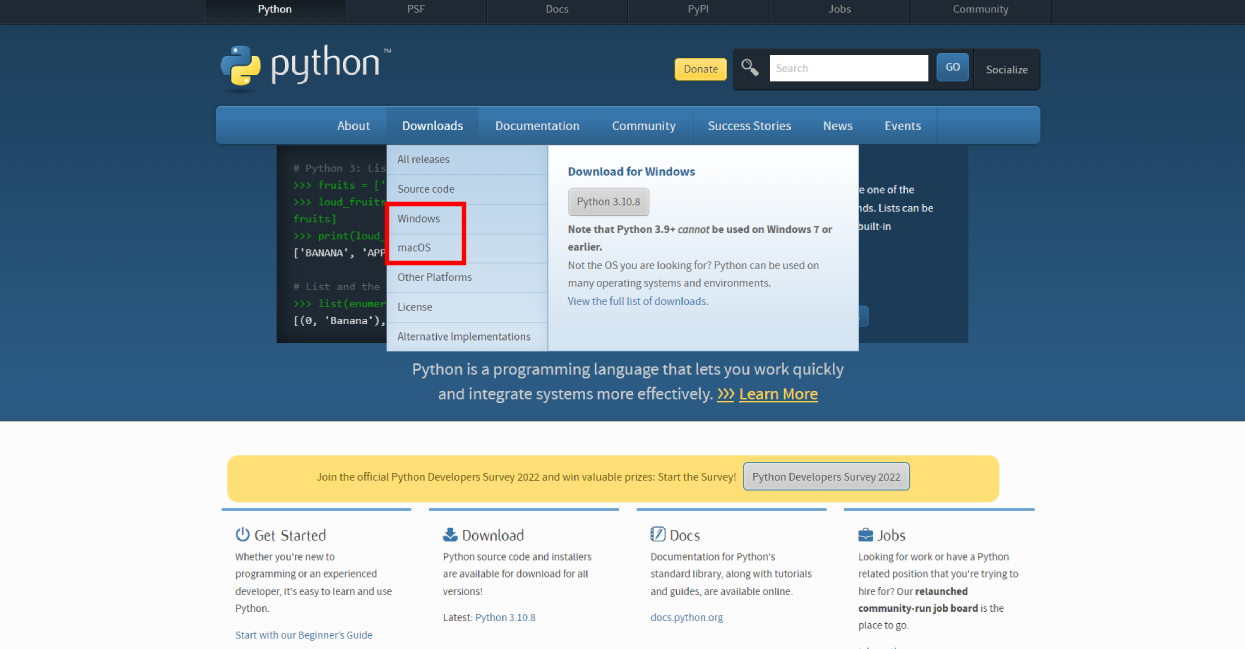 Python
PSF
Docs
PyPI
Jobs
Community
python™
Donate
Search
GO
Socialize
About
Downloads
Documentation
Community
Success Stories
News
Events
# Python 3: Lis
>>> fruits = ['
>>> loud_fruits
fruits]
>>> print(loud_
['BANANA', 'APP
# List and the
>>> list(enumer
[(0, 'Banana'),
All releases
Source code
Windows
macOS
Other Platforms
License
Alternative Implementations
Download for Windows
Python 3.10.8
Note that Python 3.9+ cannot be used on Windows 7 or
earlier.
Not the OS you are looking for? Python can be used on
many operating systems and environments.
View the full list of downloads.
e one of the
nds. Lists can be
built-in
Python is a programming language that lets you work quickly
and integrate systems more effectively. >>> Learn More
Join the official Python Developers Survey 2022 and win valuable prizes: Start the Survey! Python Developers Survey 2022
Get Started
Whether you're new to
programming or an experienced
developer, it's easy to learn and use
Python.
Start with our Beginner's Guide
Download
Python source code and installers
are available for download for all
versions!
Latest: Python 3.10.8
Docs
Documentation for Python's
standard library, along with tutorials
and guides, are available online.
docs.python.org
Jobs
Looking for work or have a Python
related position that you're trying to
hire for? Our relaunched
community-run job board is the
place to go.